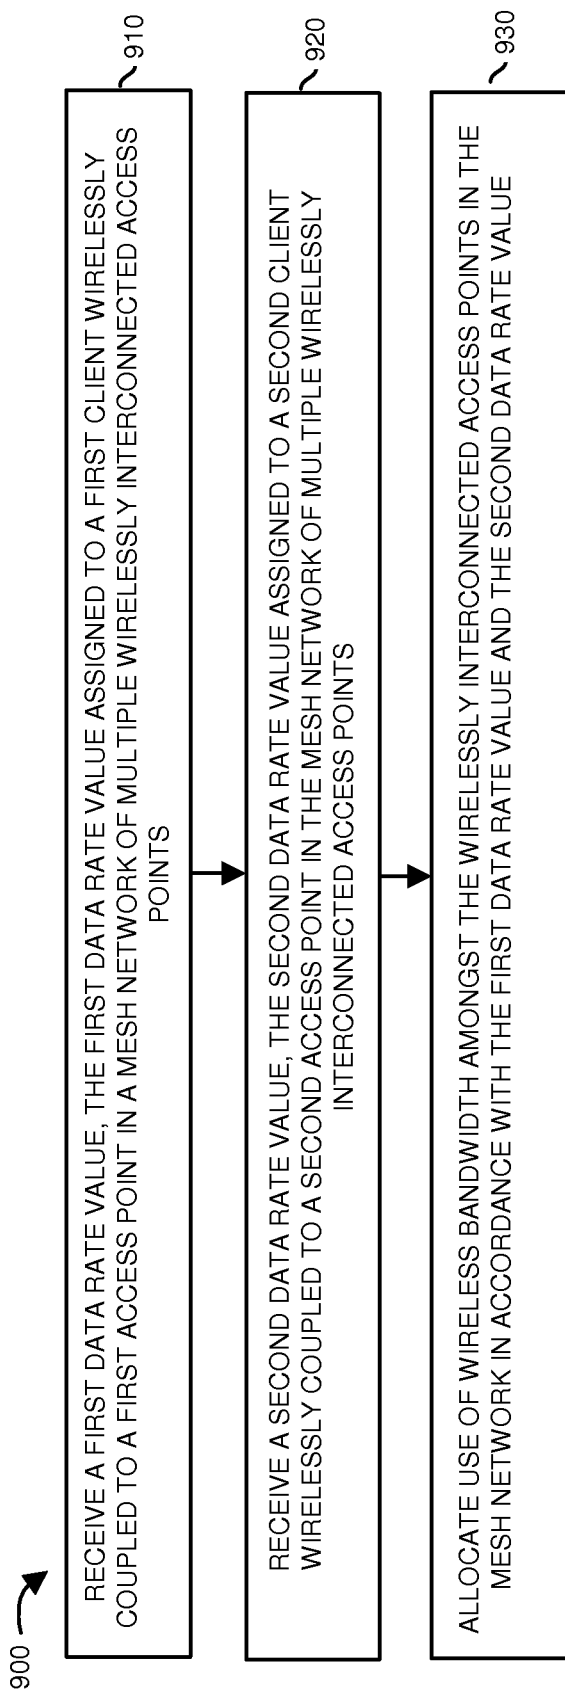 900
RECEIVE A FIRST DATA RATE VALUE, THE FIRST DATA RATE VALUE ASSIGNED TO A FIRST CLIENT WIRELESSLY
COUPLED TO A FIRST ACCESS POINT IN A MESH NETWORK OF MULTIPLE WIRELESSLY INTERCONNECTED ACCESS
POINTS
910
RECEIVE A SECOND DATA RATE VALUE, THE SECOND DATA RATE VALUE ASSIGNED TO A SECOND CLIENT
WIRELESSLY COUPLED TO A SECOND ACCESS POINT IN THE MESH NETWORK OF MULTIPLE WIRELESSLY
INTERCONNECTED ACCESS POINTS
920
ALLOCATE USE OF WIRELESS BANDWIDTH AMONGST THE WIRELESSLY INTERCONNECTED ACCESS POINTS IN THE
MESH NETWORK IN ACCORDANCE WITH THE FIRST DATA RATE VALUE AND THE SECOND DATA RATE VALUE
930